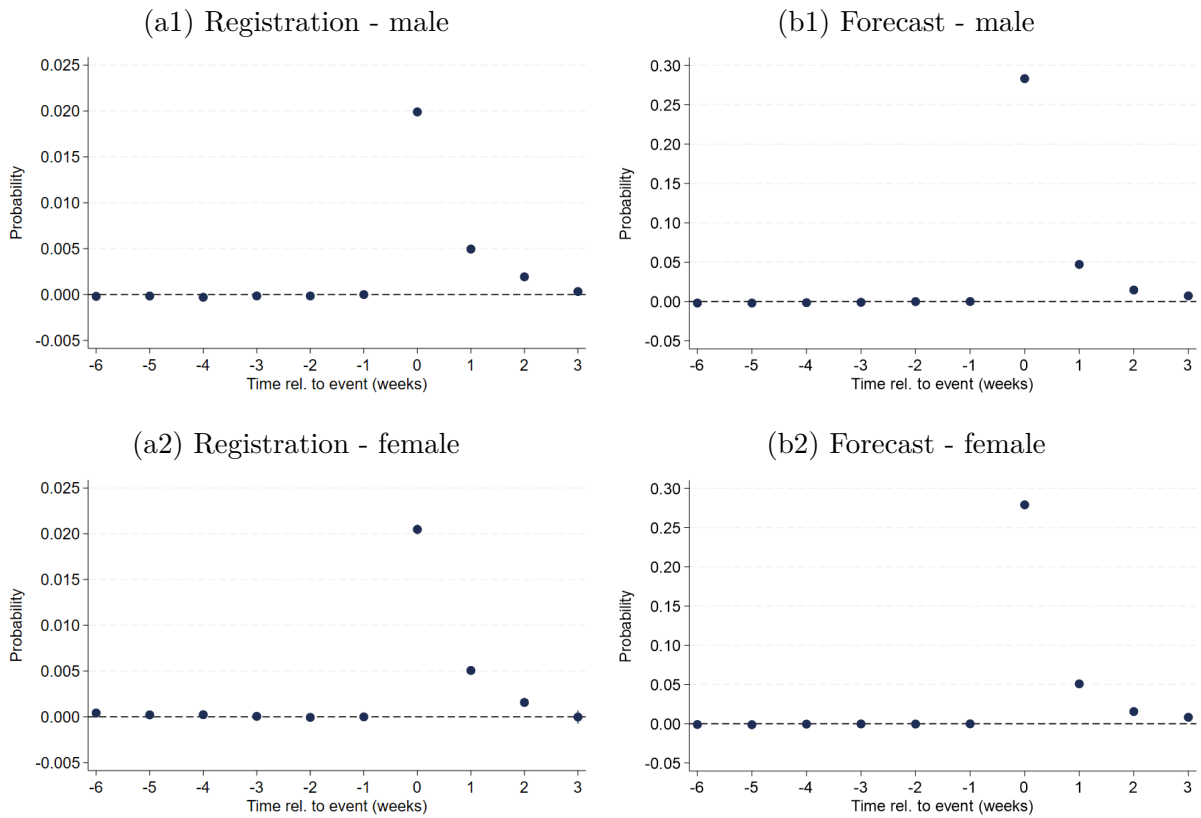 (a1) Registration - male
0.025
0.020
0.015
0.010
0.005
0.000
-0.005
Probability
-6 -5 -4 -3 -2 -1 0 1 2 3
Time rel. to event (weeks)
(b1) Forecast - male
0.30
0.25
0.20
0.15
0.10
0.05
0.00
-0.05
Probability
-6 -5 -4 -3 -2 -1 0 1 2 3
Time rel. to event (weeks)
(a2) Registration - female
0.025
0.020
0.015
0.010
0.005
0.000
-0.005
Probability
-6 -5 -4 -3 -2 -1 0 1 2 3
Time rel. to event (weeks)
(b2) Forecast - female
0.30
0.25
0.20
0.15
0.10
0.05
0.00
-0.05
Probability
-6 -5 -4 -3 -2 -1 0 1 2 3
Time rel. to event (weeks)